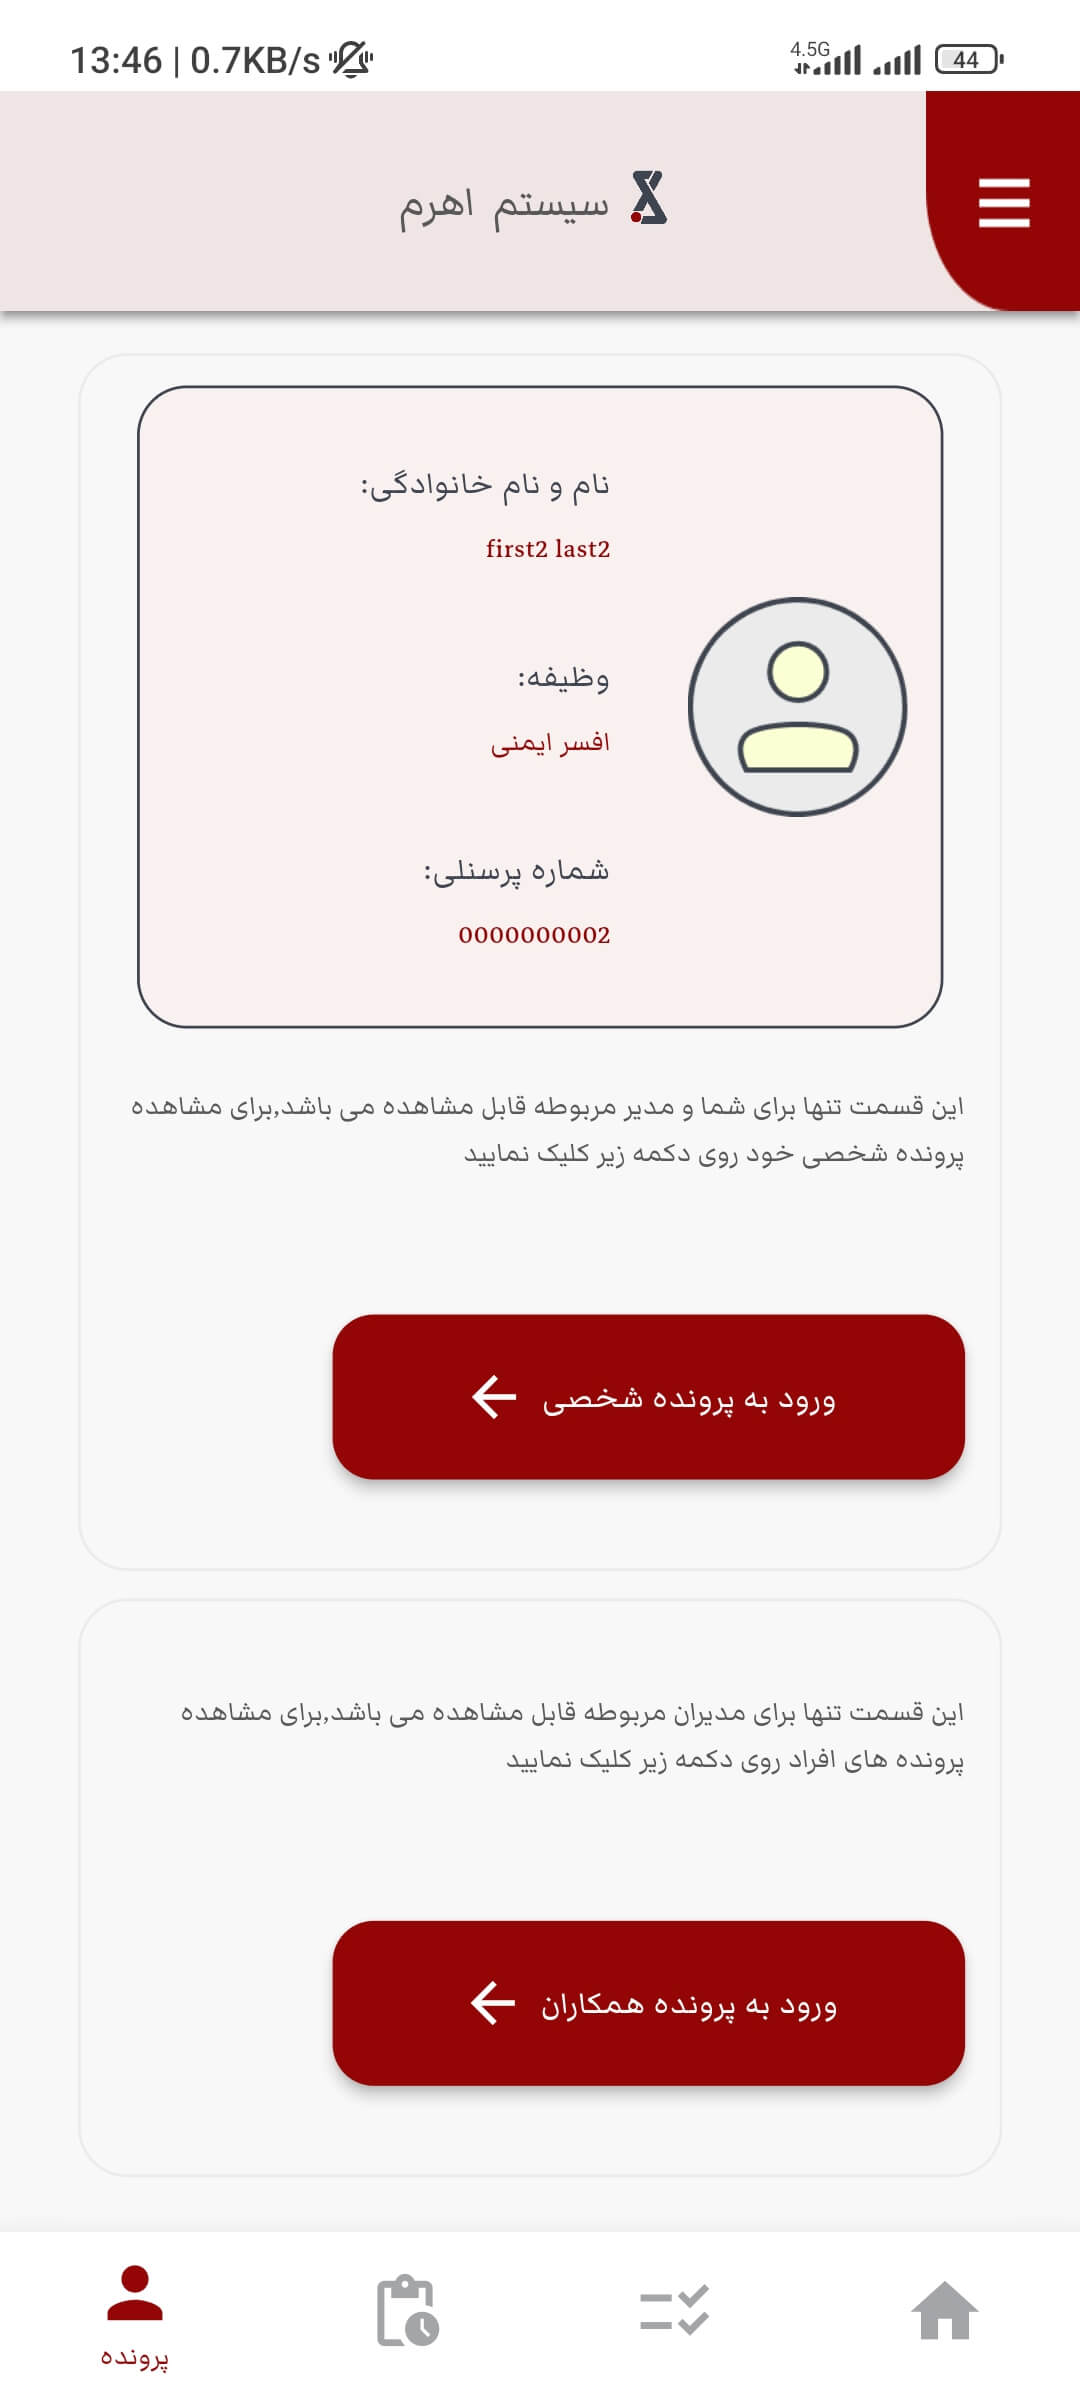 13:46 | 0.7KB/s
4.5G
44
سیستم اهرم
نام و نام خانوادگی:
first2 last2
وظیفه:
افسر ایمنی
شماره پرسنلی:
0000000002
این قسمت تنها برای شما و مدیر مربوطه قابل مشاهده می باشد,برای مشاهده
پرونده شخصی خود روی دکمه زیر کلیک نمایید
ورود به پرونده شخصی
این قسمت تنها برای مدیران مربوطه قابل مشاهده می باشد,برای مشاهده
پرونده های افراد روی دکمه زیر کلیک نمایید
ورود به پرونده همکاران
پرونده